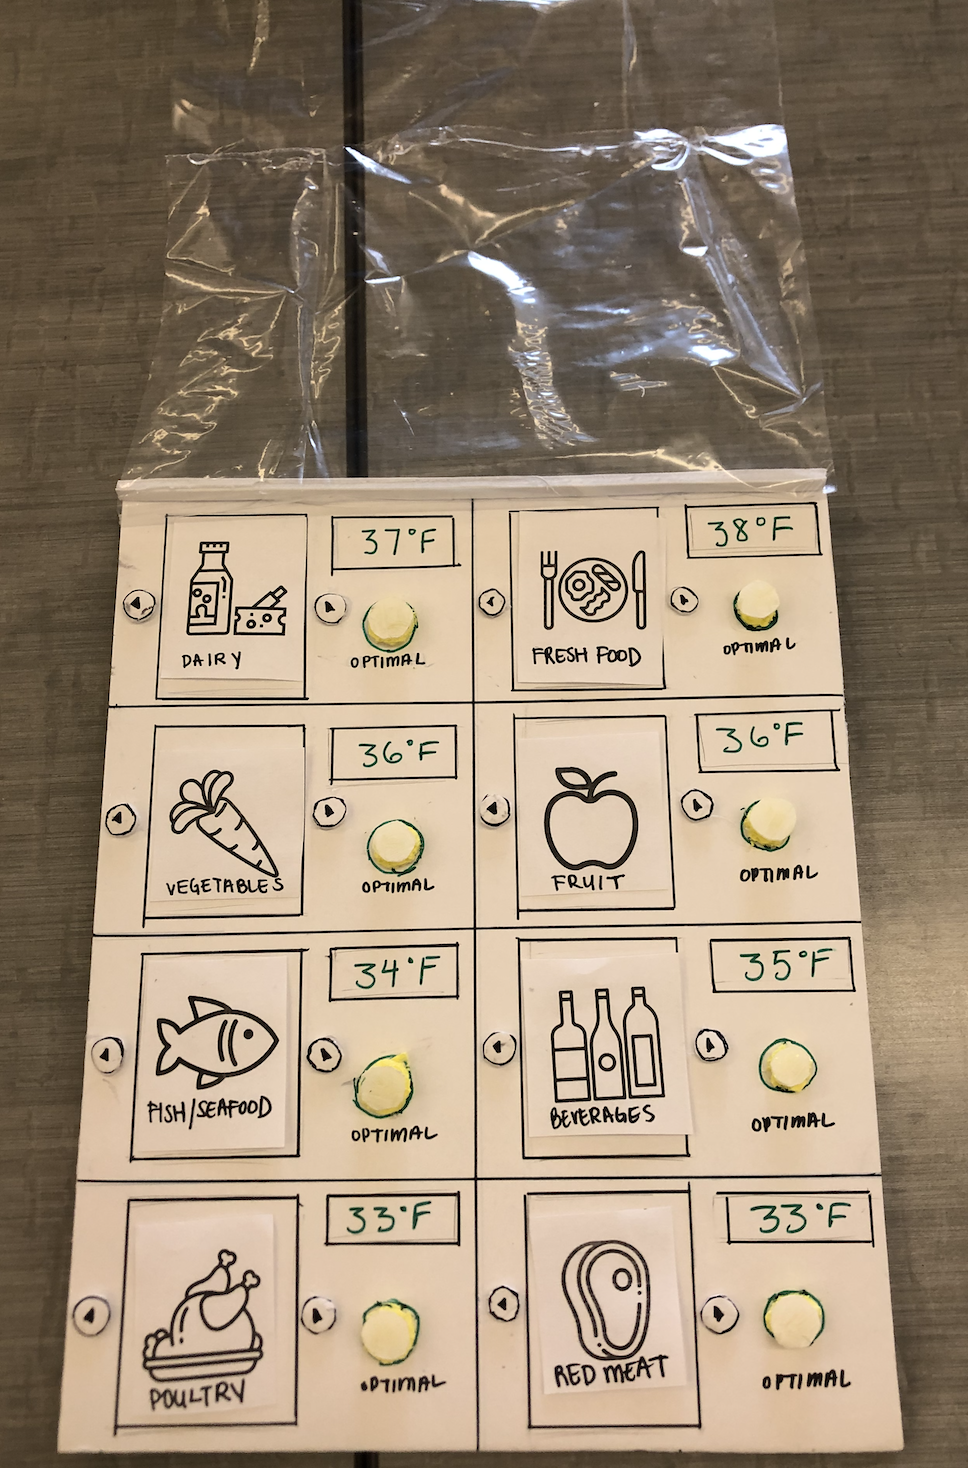 37°F
DAIRY
OPTIMAL
38°F
FRESH FOOD
OPTIMAL
36°F
VEGETABLES
OPTIMAL
36°F
FRUIT
OPTIMAL
34°F
FISH/SEAFOOD
OPTIMAL
35°F
BEVERAGES
OPTIMAL
33°F
POULTRY
OPTIMAL
33°F
RED MEAT
OPTIMAL